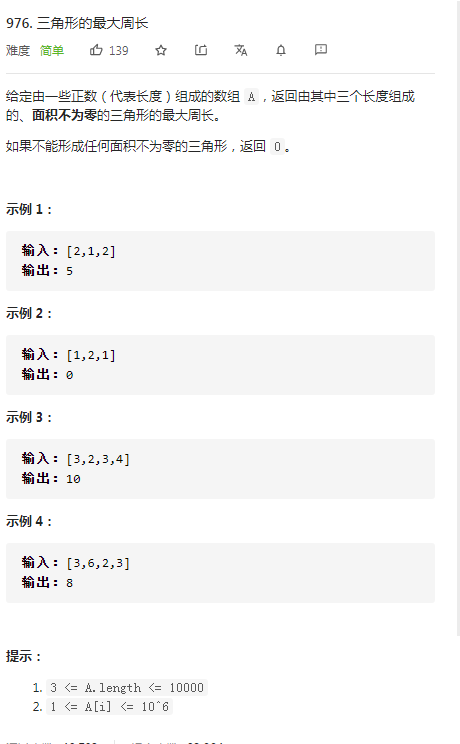 976. 三角形的最大周长
难度 简单 139
给定由一些正数（代表长度）组成的数组 A ，返回由其中三个长度组成
的、面积不为零的三角形的最大周长。
如果不能形成任何面积不为零的三角形，返回 0 。
示例 1：
输入：[2,1,2]
输出：5
示例 2：
输入：[1,2,1]
输出：0
示例 3：
输入：[3,2,3,4]
输出：10
示例 4：
输入：[3,6,2,3]
输出：8
提示：
1. 3 <= A.length <= 10000
2. 1 <= A[i] <= 10^6